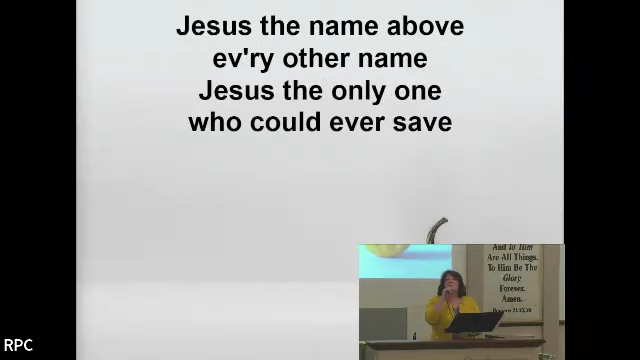 Jesus the name above
ev'ry other name
Jesus the only one
who could ever save
And to Him
Are All Things.
To Him Be The
Glory
Forever.
Amen.
RPC